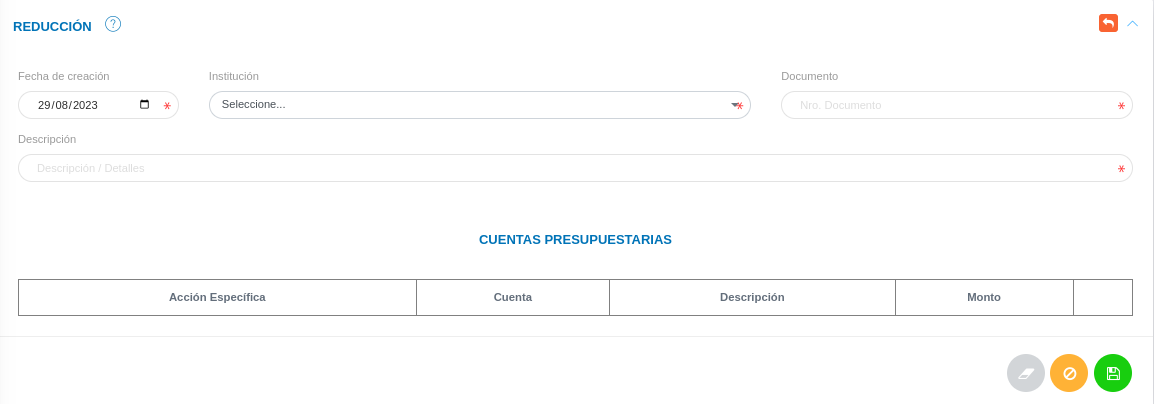 REDUCCIÓN ?
Fecha de creación Institución Documento
29/08/2023 * Seleccione... * Nro. Documento *
Descripción
Descripción / Detalles *
CUENTAS PRESUPUESTARIAS
Acción Específica Cuenta Descripción Monto